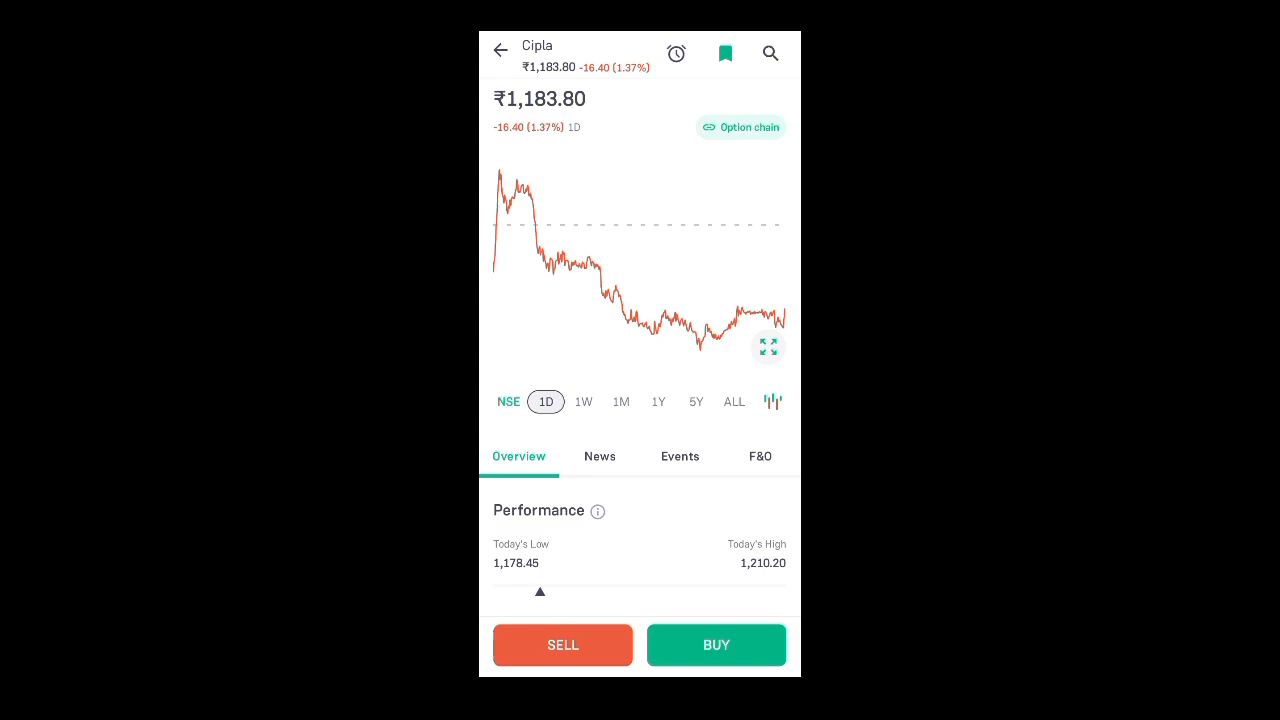 Cipla
₹1,183.80 -16.40 (1.37%)
₹1,183.80
-16.40 (1.37%) 1D
Option chain
NSE 1D 1W 1M 1Y 5Y ALL
Overview News Events F&O
Performance
Today's Low Today's High
1,178.45 1,210.20
SELL BUY